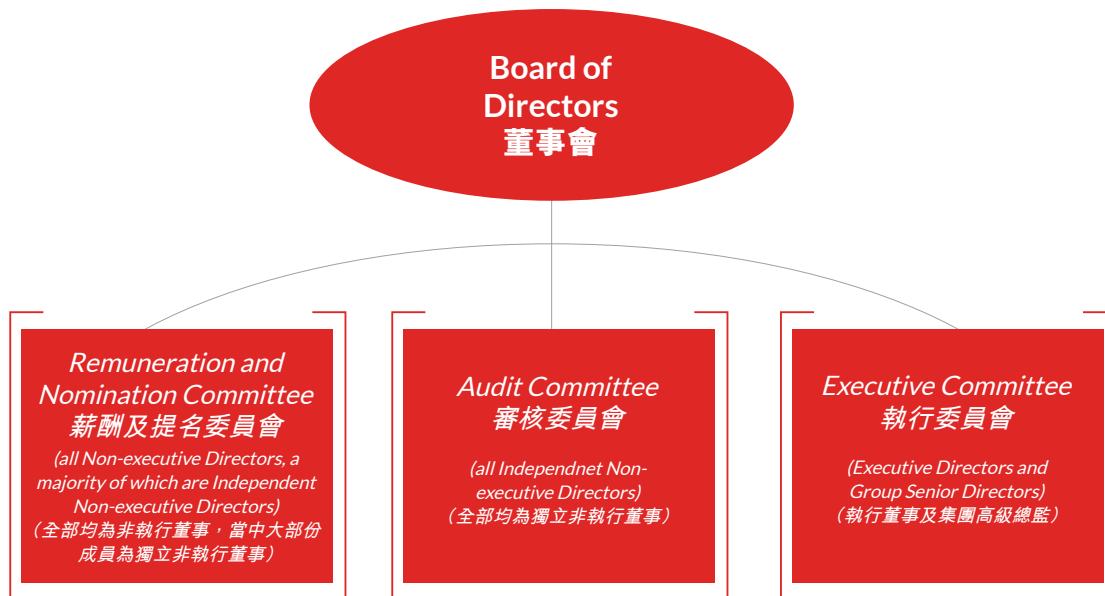 Board of
Directors
董事會
Remuneration and
Nomination Committee
薪酬及提名委員會
(all Non-executive Directors, a
majority of which are Independent
Non-executive Directors)
（全部均為非執行董事，當中大部份
成員為獨立非執行董事）
Audit Committee
審核委員會
(all Independnet Non-
executive Directors)
（全部均為獨立非執行董事）
Executive Committee
執行委員會
(Executive Directors and
Group Senior Directors)
（執行董事及集團高級總監）